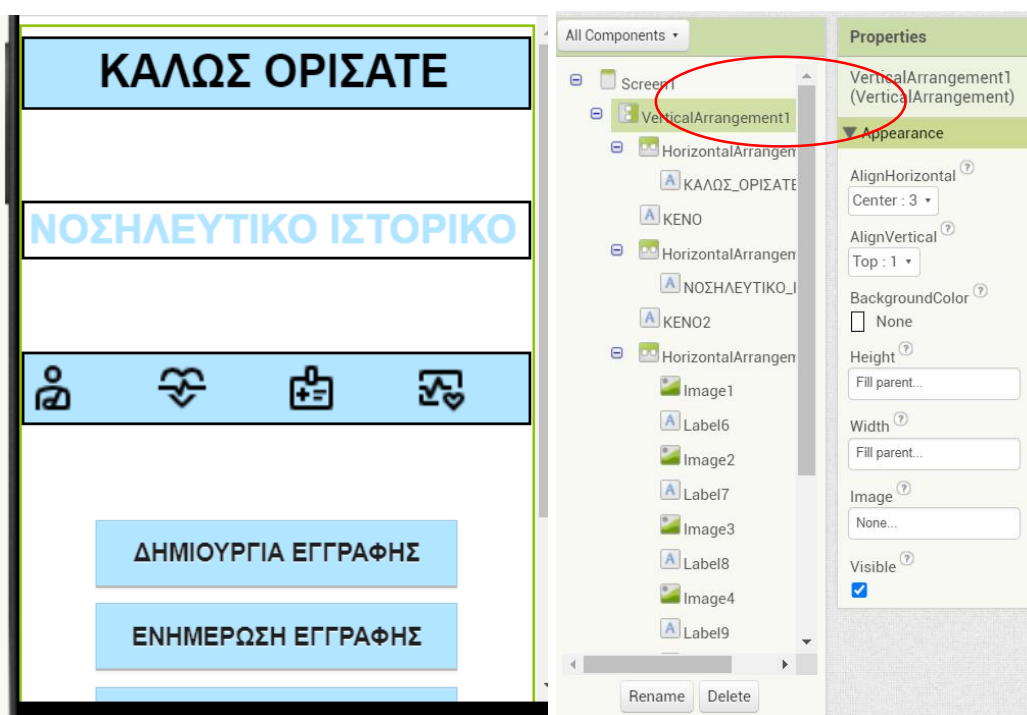 ΚΑΛΩΣ ΟΡΙΣΑΤΕ
ΝΟΣΗΛΕΥΤΙΚΟ ΙΣΤΟΡΙΚΟ
ΔΗΜΙΟΥΡΓΙΑ ΕΓΓΡΑΦΗΣ
ΕΝΗΜΕΡΩΣΗ ΕΓΓΡΑΦΗΣ
All Components
Screen1
VerticalArrangement1
HorizontalArrangem
ΚΑΛΩΣ_ΟΡΙΣΑΤΕ
ΚΕΝΟ
HorizontalArrangem
ΝΟΣΗΛΕΥΤΙΚΟ_Ι
ΚΕΝΟ2
HorizontalArrangem
Image1
Label6
Image2
Label7
Image3
Label8
Image4
Label9
Rename Delete
Properties
VerticalArrangement1
(VerticalArrangement)
Appearance
AlignHorizontal ?
Center : 3
AlignVertical ?
Top : 1
BackgroundColor ?
None
Height ?
Fill parent...
Width ?
Fill parent...
Image ?
None...
Visible ?